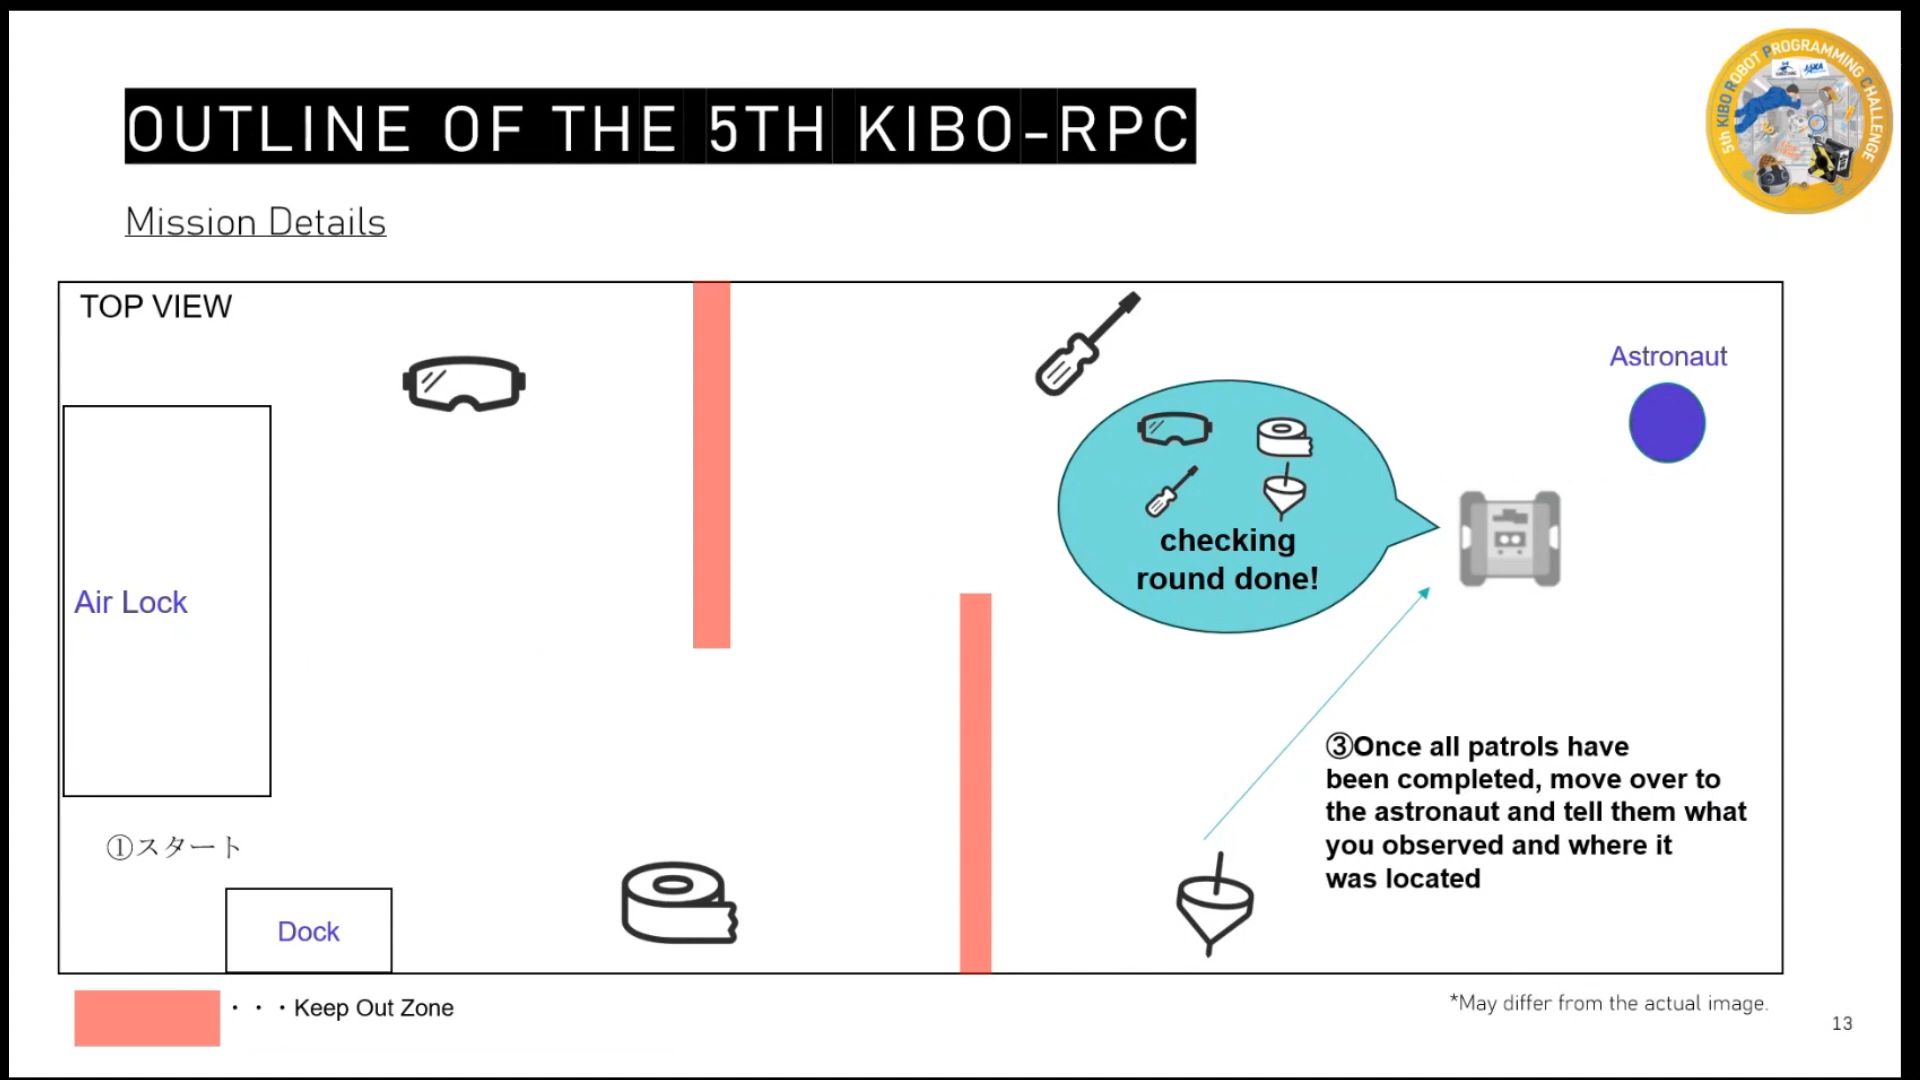 OUTLINE OF THE 5TH KIBO-RPC
5th KIBO ROBOT PROGRAMMING CHALLENGE
Mission Details
TOP VIEW
Astronaut
checking
round done!
Air Lock
③Once all patrols have
been completed, move over to
the astronaut and tell them what
you observed and where it
was located
①スタート
Dock
・・・Keep Out Zone
*May differ from the actual image.
13